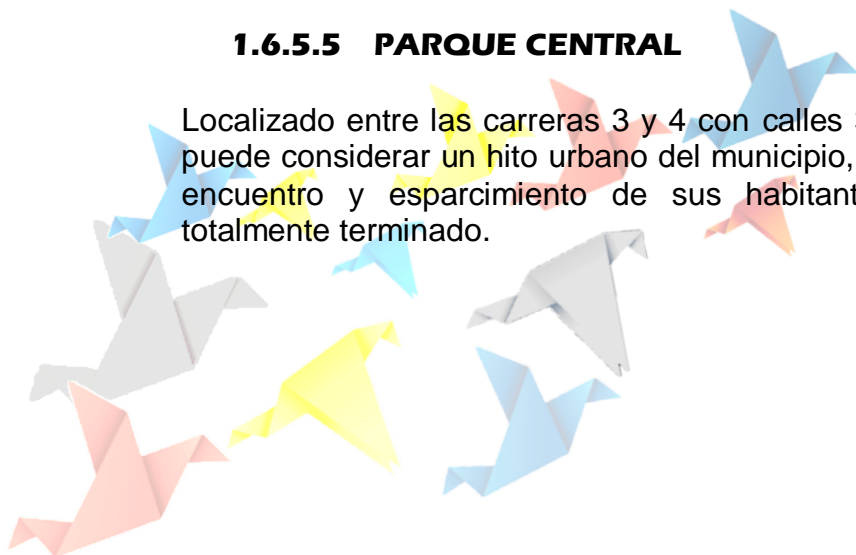 1.6.5.5 PARQUE CENTRAL
Localizado entre las carreras 3 y 4 con calles
puede considerar un hito urbano del municipio,
encuentro y esparcimiento de sus
totalmente terminado.